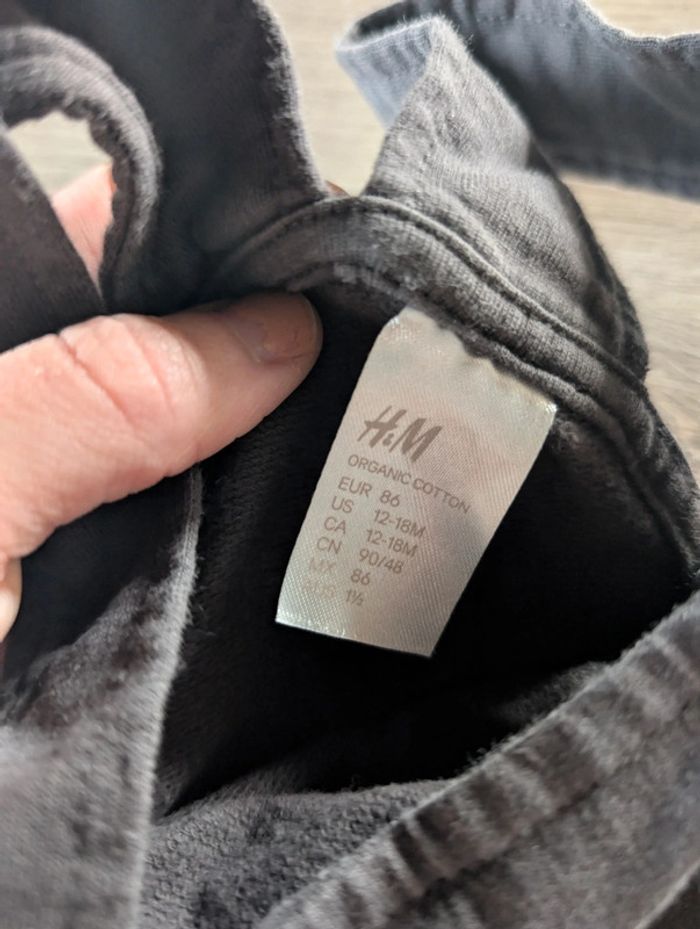 H&M
ORGANIC COTTON
EUR 86
US 12-18M
CA 12-18M
CN 90/48
MX 86
AUS 1½